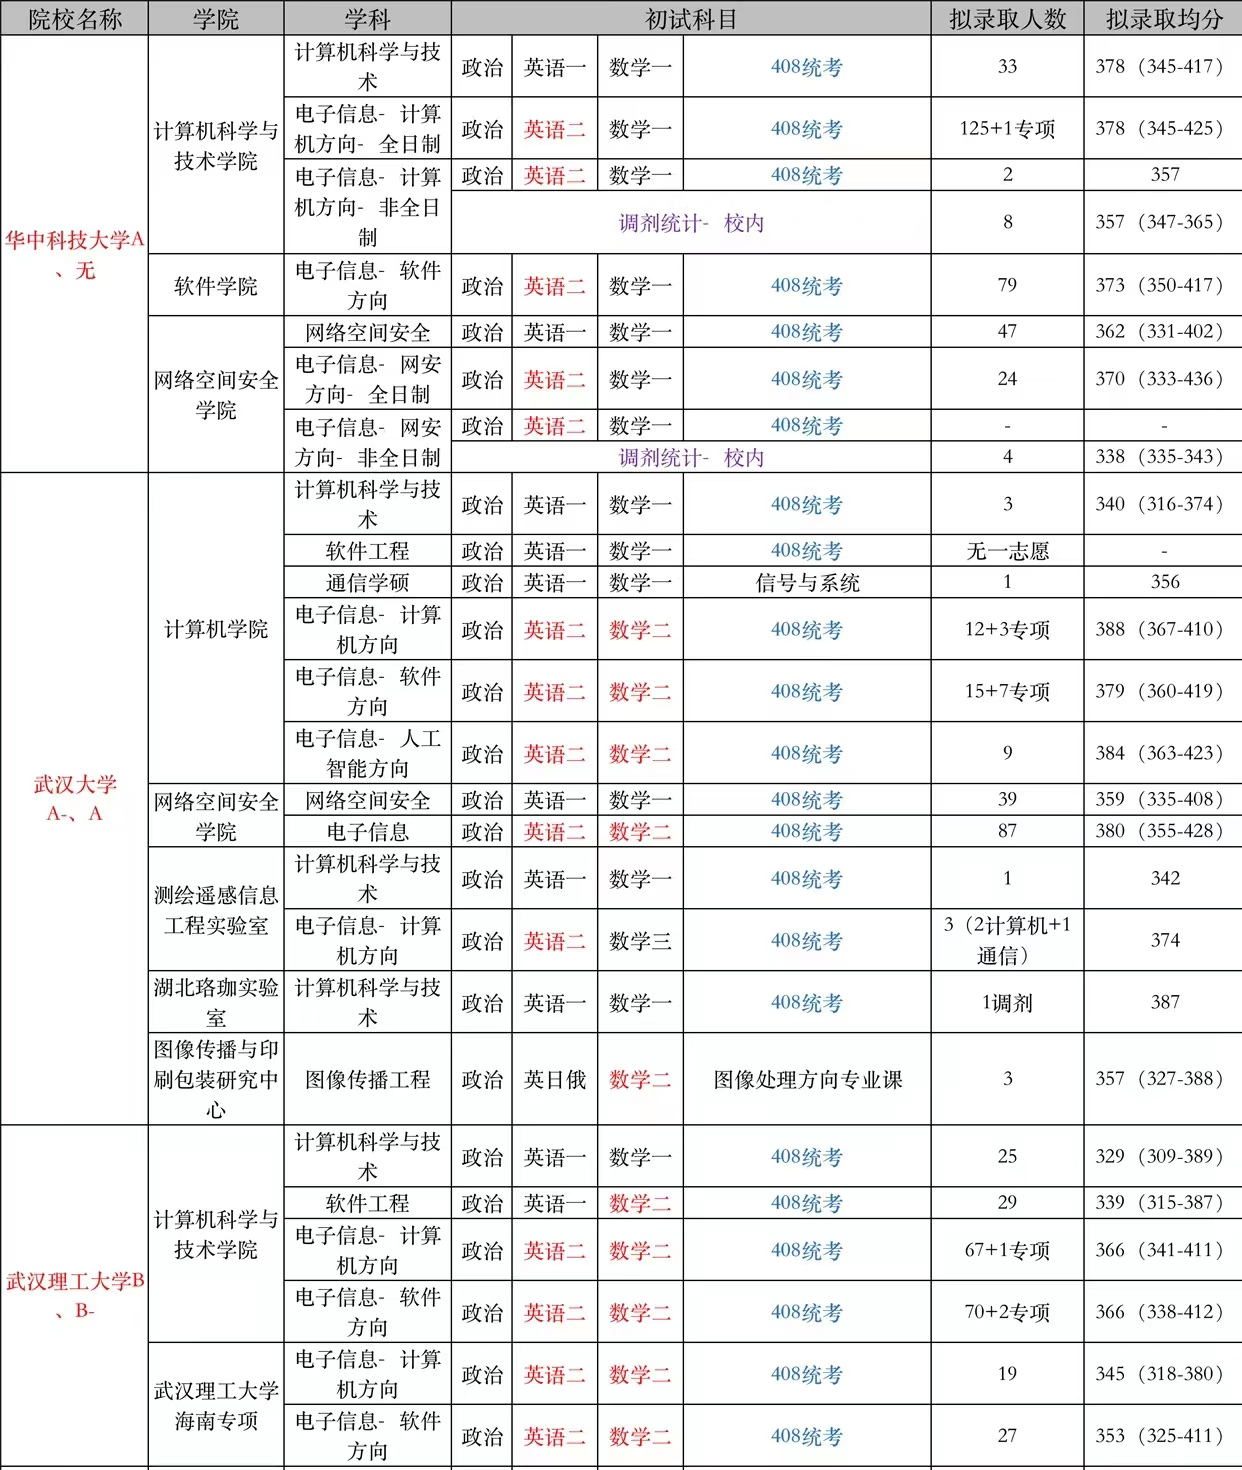 院校名称 学院 学科 初试科目 拟录取人数 拟录取均分
华中科技大学A
、无
计算机科学与
技术学院
计算机科学与技
术
政治 英语一 数学一 408统考 33 378（345-417）
电子信息- 计算
机方向- 全日制
政治 英语二 数学一 408统考 125+1专项 378（345-425）
电子信息- 计算
机方向- 非全日
制
政治 英语二 数学一 408统考 2 357
调剂统计- 校内 8 357（347-365）
软件学院
电子信息- 软件
方向
政治 英语二 数学一 408统考 79 373（350-417）
网络空间安全
学院
网络空间安全 政治 英语一 数学一 408统考 47 362（331-402）
电子信息- 网安
方向- 全日制
政治 英语二 数学一 408统考 24 370（333-436）
电子信息- 网安
方向- 非全日制
政治 英语二 数学一 408统考 - -
调剂统计- 校内 4 338（335-343）
武汉大学
A-、A
计算机学院
计算机科学与技
术
政治 英语一 数学一 408统考 3 340（316-374）
软件工程 政治 英语一 数学一 408统考 无一志愿 -
通信学硕 政治 英语一 数学一 信号与系统 1 356
电子信息- 计算
机方向
政治 英语二 数学二 408统考 12+3专项 388（367-410）
电子信息- 软件
方向
政治 英语二 数学二 408统考 15+7专项 379（360-419）
电子信息- 人工
智能方向
政治 英语二 数学二 408统考 9 384（363-423）
网络空间安全
学院
网络空间安全 政治 英语一 数学一 408统考 39 359（335-408）
电子信息 政治 英语二 数学二 408统考 87 380（355-428）
测绘遥感信息
工程实验室
计算机科学与技
术
政治 英语一 数学一 408统考 1 342
电子信息- 计算
机方向
政治 英语二 数学三 408统考
3（2计算机+1
通信）
374
湖北珞珈实验
室
计算机科学与技
术
政治 英语一 数学一 408统考 1调剂 387
图像传播与印
刷包装研究中
心
图像传播工程 政治 英日俄 数学二 图像处理方向专业课 3 357（327-388）
武汉理工大学B
、B-
计算机科学与
技术学院
计算机科学与技
术
政治 英语一 数学一 408统考 25 329（309-389）
软件工程 政治 英语一 数学二 408统考 29 339（315-387）
电子信息- 计算
机方向
政治 英语二 数学二 408统考 67+1专项 366（341-411）
电子信息- 软件
方向
政治 英语二 数学二 408统考 70+2专项 366（338-412）
武汉理工大学
海南专项
电子信息- 计算
机方向
政治 英语二 数学二 408统考 19 345（318-380）
电子信息- 软件
方向
政治 英语二 数学二 408统考 27 353（325-411）